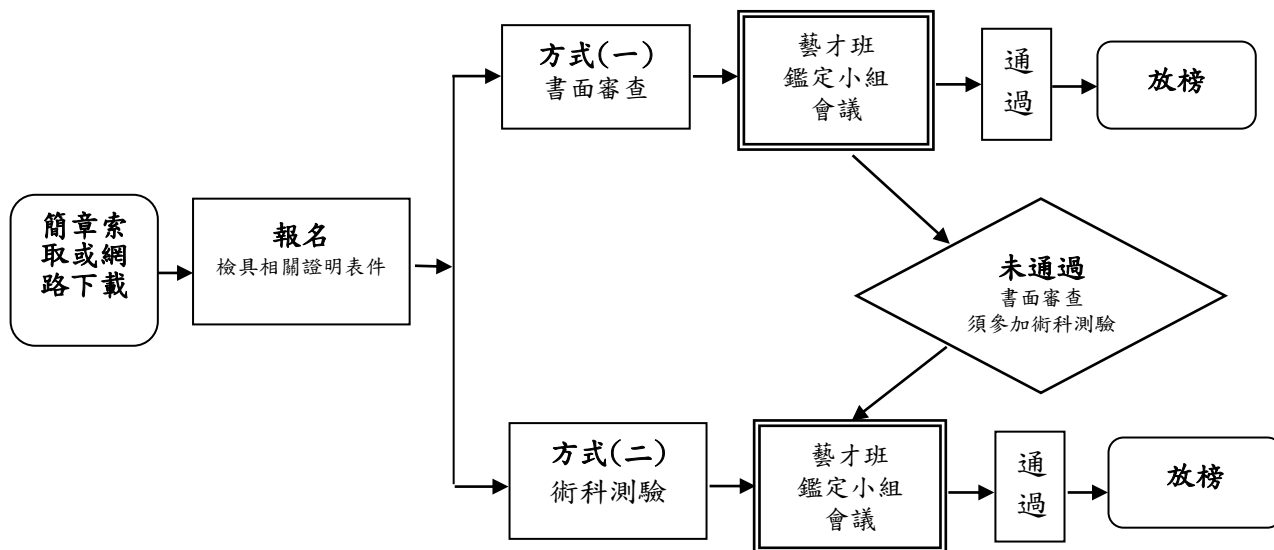 簡章索
取或網
路下載
報名
檢具相關證明表件
方式(一)
書面審查
藝才班
鑑定小組
會議
通
過
放榜
未通過
書面審查
須參加術科測驗
方式(二)
術科測驗
藝才班
鑑定小組
會議
通
過
放榜